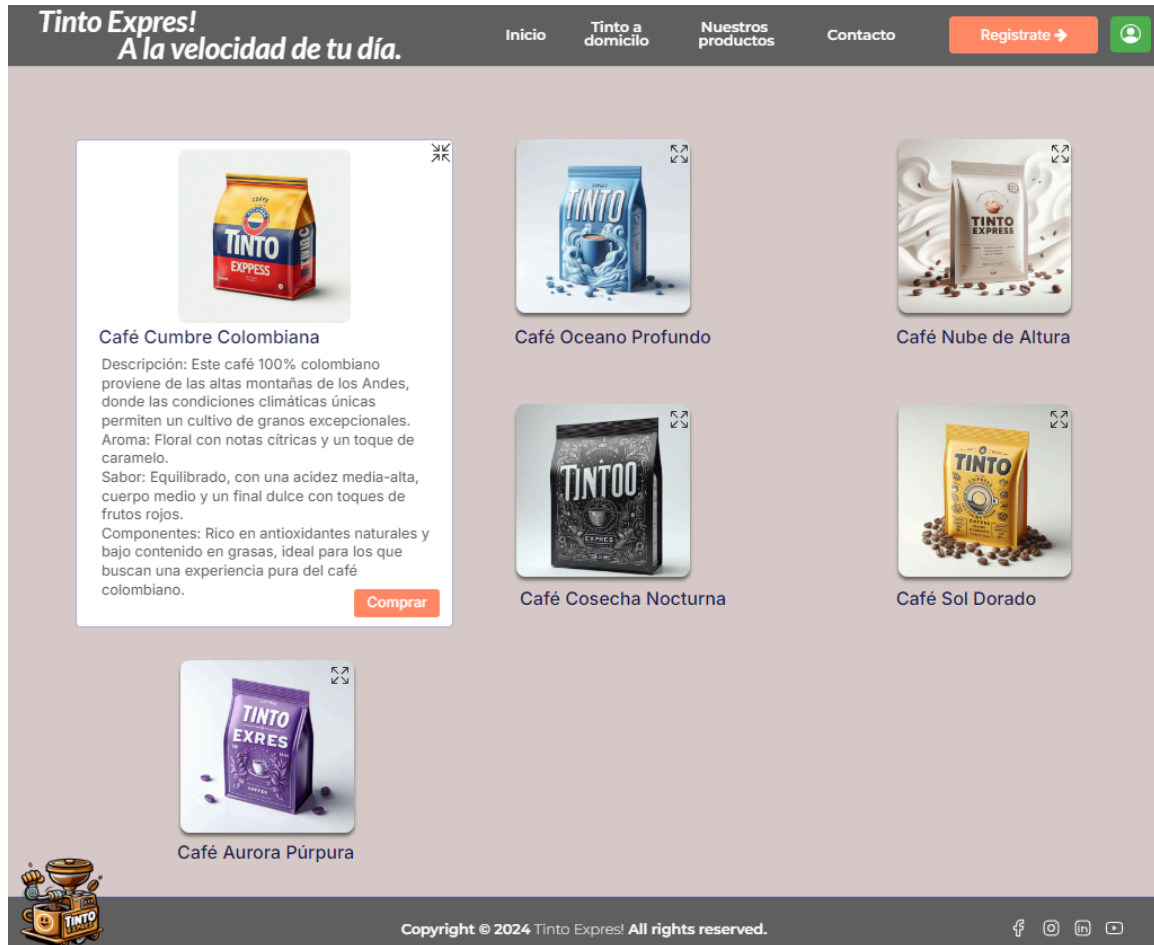 Tinto Expres!
A la velocidad de tu día.
Inicio
Tinto a
domicilo
Nuestros
productos
Contacto
Registrate →
CAFFE
TINTO
EXPPESS
TINTO
TINTO
EXPRESS
Café Cumbre Colombiana
Café Oceano Profundo
Café Nube de Altura
Descripción: Este café 100% colombiano
proviene de las altas montañas de los Andes,
donde las condiciones climáticas únicas
permiten un cultivo de granos excepcionales.
Aroma: Floral con notas cítricas y un toque de
caramelo.
Sabor: Equilibrado, con una acidez media-alta,
cuerpo medio y un final dulce con toques de
frutos rojos.
Componentes: Rico en antioxidantes naturales y
bajo contenido en grasas, ideal para los que
buscan una experiencia pura del café
colombiano.
Comprar
TINTOO
EXPRES
TINTO
Café Cosecha Nocturna
Café Sol Dorado
TINTO
EXRES
Café Aurora Púrpura
TINTO
EXPRESS
Copyright © 2024 Tinto Expres! All rights reserved.